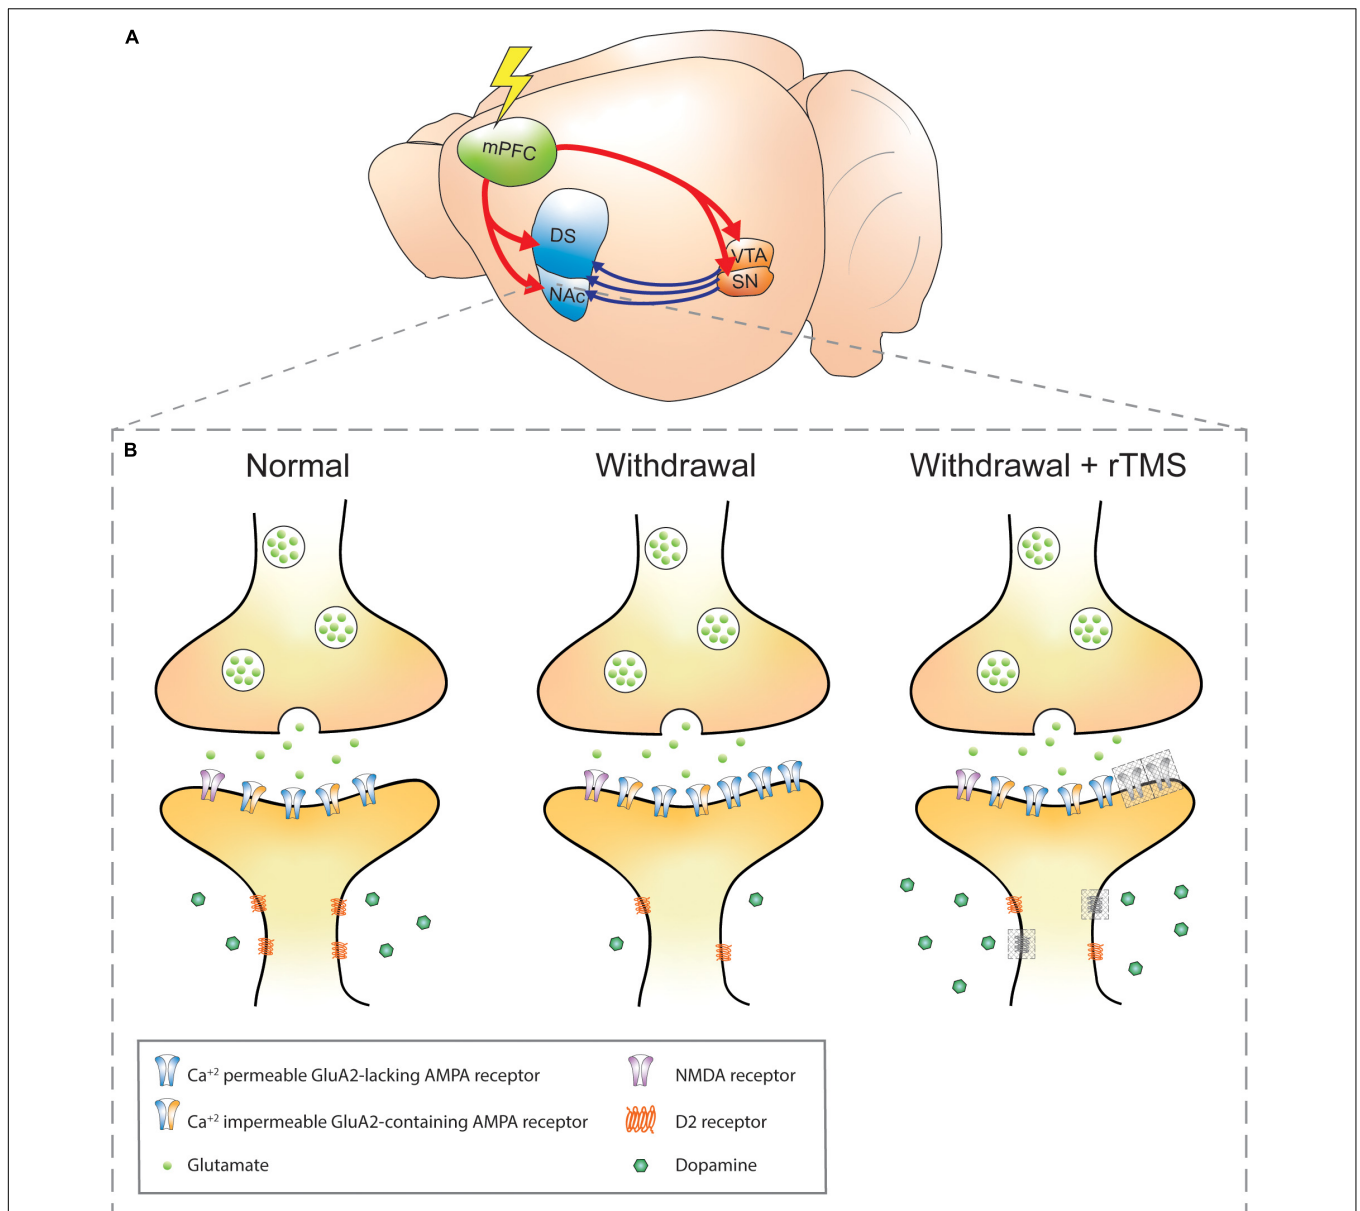 A
mPFC
DS
NAc
VTA
SN
B
Normal
Withdrawal
Withdrawal + rTMS
Ca⁺² permeable GluA2-lacking AMPA receptor
NMDA receptor
Ca⁺² impermeable GluA2-containing AMPA receptor
D2 receptor
Glutamate
Dopamine